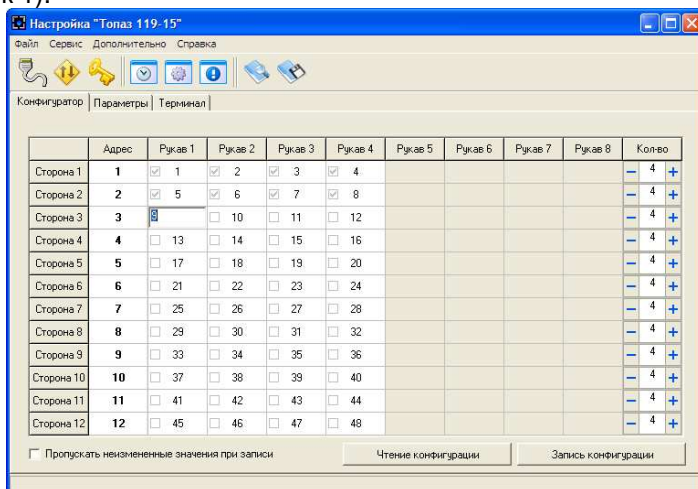 к 1).
Настройка "Топаз 119-15"
Файл Сервис Дополнительно Справка
Конфигуратор Параметры Терминал
Адрес Рукав 1 Рукав 2 Рукав 3 Рукав 4 Рукав 5 Рукав 6 Рукав 7 Рукав 8 Кол-во
Сторона 1 1 1 2 3 4 − 4 +
Сторона 2 2 5 6 7 8 − 4 +
Сторона 3 3 9 10 11 12 − 4 +
Сторона 4 4 13 14 15 16 − 4 +
Сторона 5 5 17 18 19 20 − 4 +
Сторона 6 6 21 22 23 24 − 4 +
Сторона 7 7 25 26 27 28 − 4 +
Сторона 8 8 29 30 31 32 − 4 +
Сторона 9 9 33 34 35 36 − 4 +
Сторона 10 10 37 38 39 40 − 4 +
Сторона 11 11 41 42 43 44 − 4 +
Сторона 12 12 45 46 47 48 − 4 +
Пропускать неизмененные значения при записи Чтение конфигурации Запись конфигурации